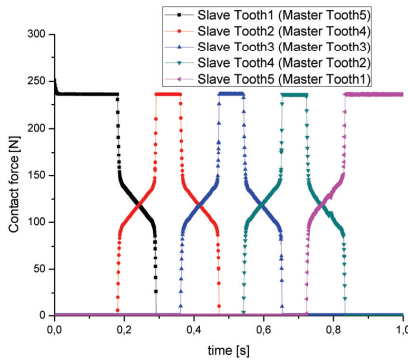 Slave Tooth1 (Master Tooth5)
Slave Tooth2 (Master Tooth4)
Slave Tooth3 (Master Tooth3)
Slave Tooth4 (Master Tooth2)
Slave Tooth5 (Master Tooth1)
300
250
200
150
100
50
0
Contact force [N]
0,0 0,2 0,4 0,6 0,8 1,0
time [s]